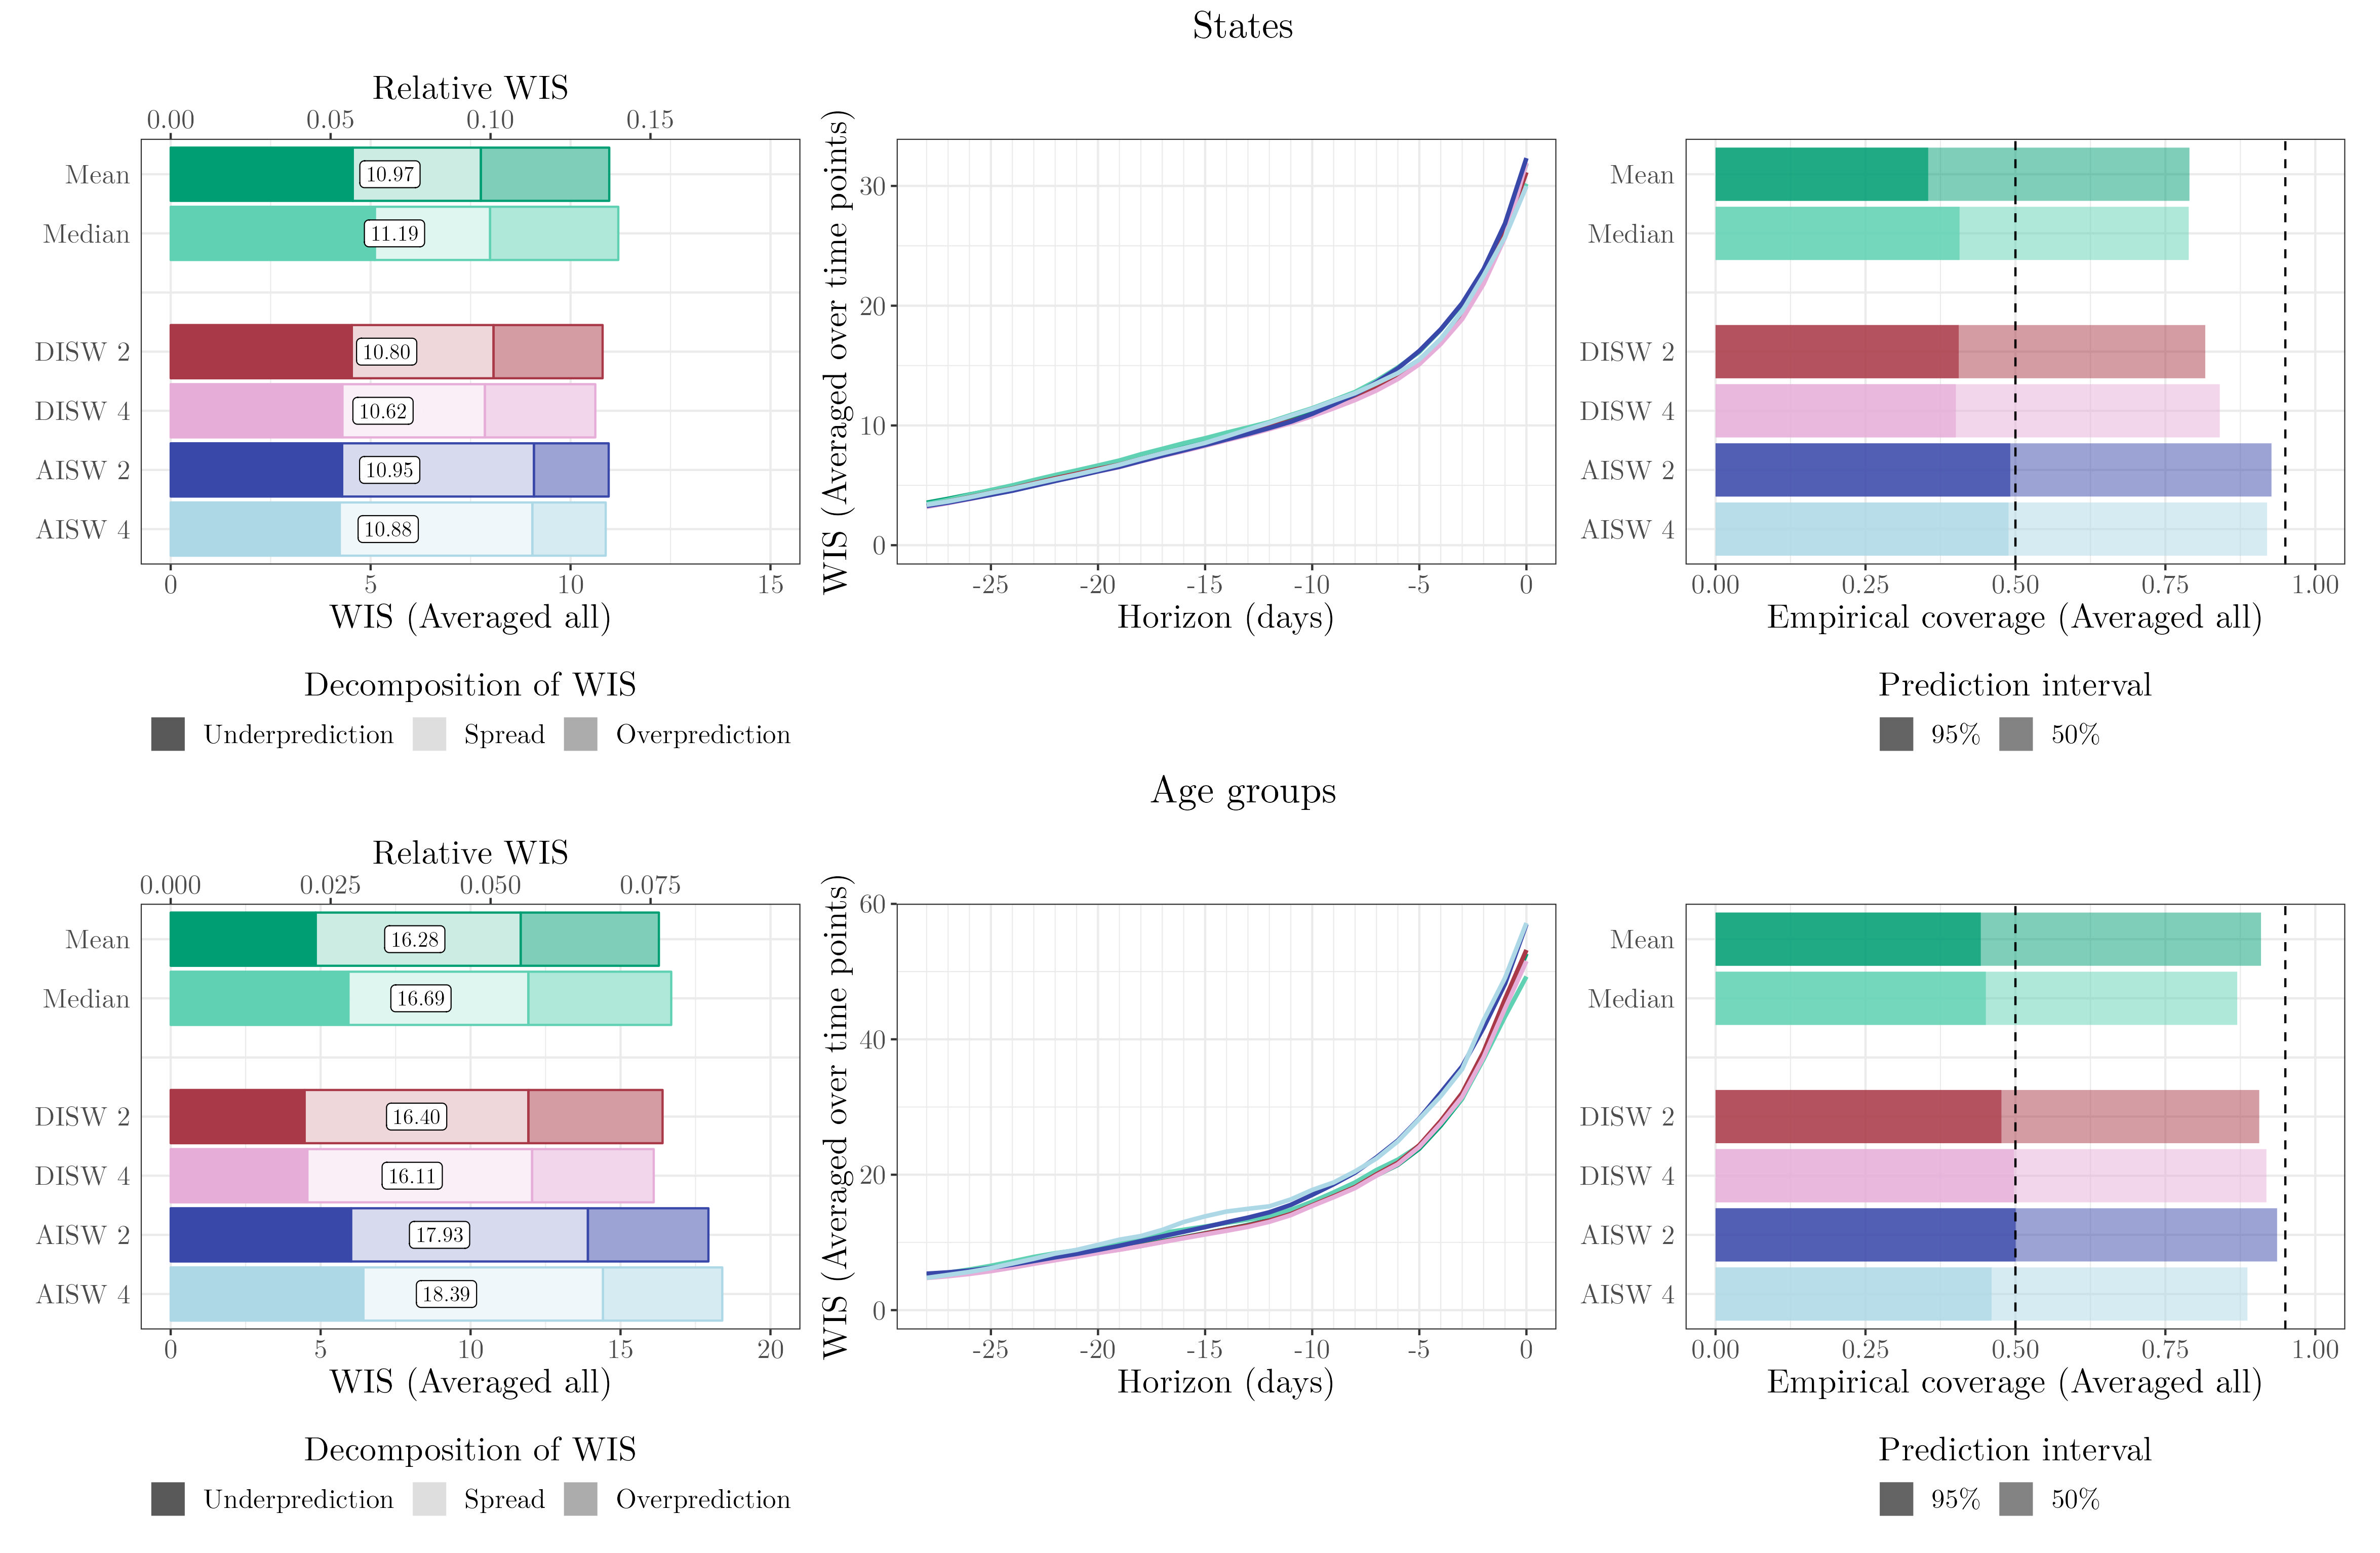 States
Relative WIS
0.00 0.05 0.10 0.15
Mean 10.97
Median 11.19
DISW 2 10.80
DISW 4 10.62
AISW 2 10.95
AISW 4 10.88
0 5 10 15
WIS (Averaged all)
Decomposition of WIS
Underprediction Spread Overprediction
WIS (Averaged over time points)
30
20
10
0
-25 -20 -15 -10 -5 0
Horizon (days)
Mean
Median
DISW 2
DISW 4
AISW 2
AISW 4
0.00 0.25 0.50 0.75 1.00
Empirical coverage (Averaged all)
Prediction interval
95% 50%
Age groups
Relative WIS
0.000 0.025 0.050 0.075
Mean 16.28
Median 16.69
DISW 2 16.40
DISW 4 16.11
AISW 2 17.93
AISW 4 18.39
0 5 10 15 20
WIS (Averaged all)
Decomposition of WIS
Underprediction Spread Overprediction
WIS (Averaged over time points)
60
40
20
0
-25 -20 -15 -10 -5 0
Horizon (days)
Mean
Median
DISW 2
DISW 4
AISW 2
AISW 4
0.00 0.25 0.50 0.75 1.00
Empirical coverage (Averaged all)
Prediction interval
95% 50%